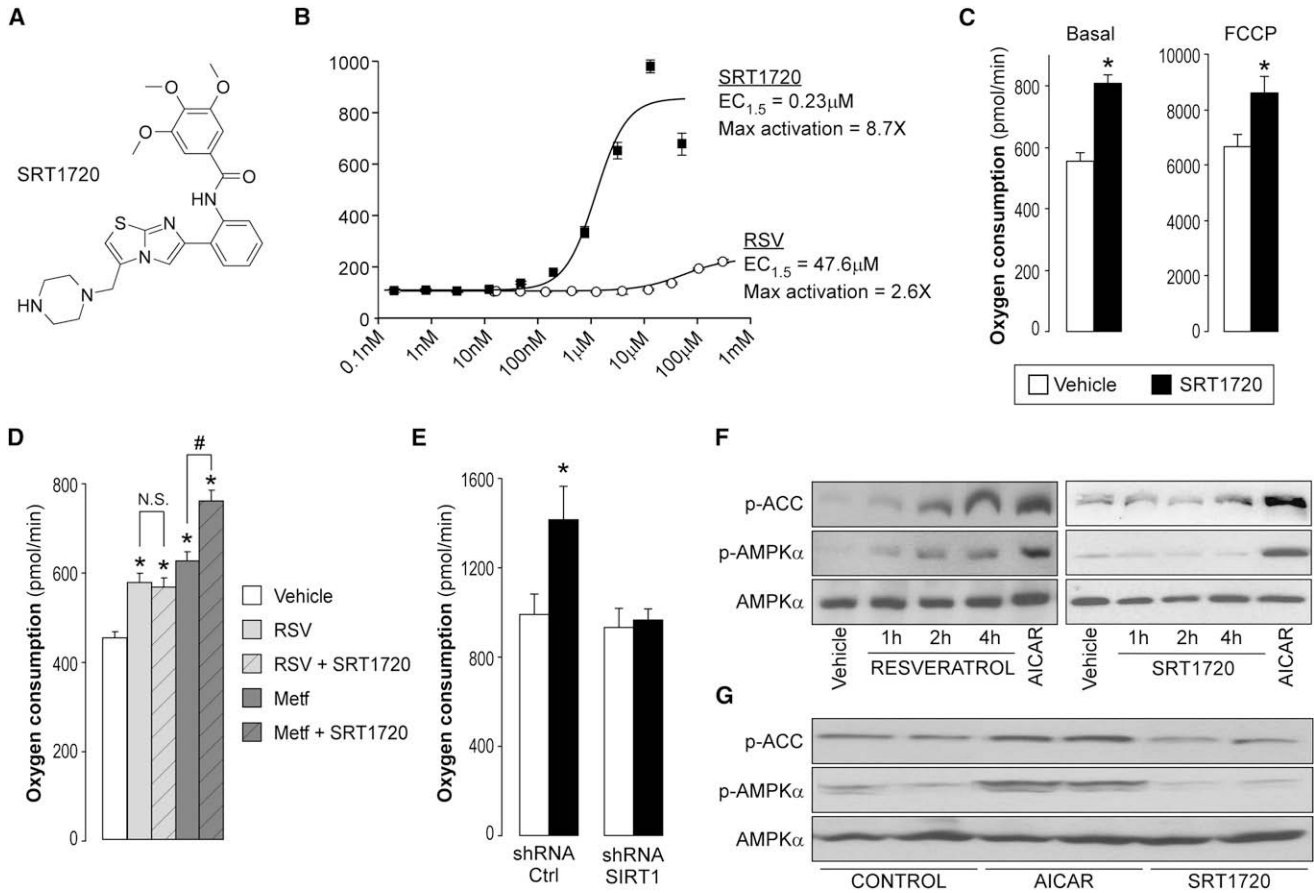 A
SRT1720
O
O
O
O
HN
S
N
N
N
HN
B
1000
800
600
400
200
0
0.1nM
1nM
10nM
100nM
1μM
10μM
100μM
1mM
SRT1720
EC1.5 = 0.23μM
Max activation = 8.7X
RSV
EC1.5 = 47.6μM
Max activation = 2.6X
C
Basal
FCCP
Oxygen consumption (pmol/min)
800
600
400
200
0
*
10000
8000
6000
4000
2000
0
*
Vehicle
SRT1720
D
Oxygen consumption (pmol/min)
800
600
400
200
0
N.S.
#
*
*
*
*
Vehicle
RSV
RSV + SRT1720
Metf
Metf + SRT1720
E
Oxygen consumption (pmol/min)
1600
1200
800
400
0
*
shRNA
Ctrl
shRNA
SIRT1
F
p-ACC
p-AMPKα
AMPKα
Vehicle
1h
2h
4h
RESVERATROL
AICAR
Vehicle
1h
2h
4h
SRT1720
AICAR
G
p-ACC
p-AMPKα
AMPKα
CONTROL
AICAR
SRT1720